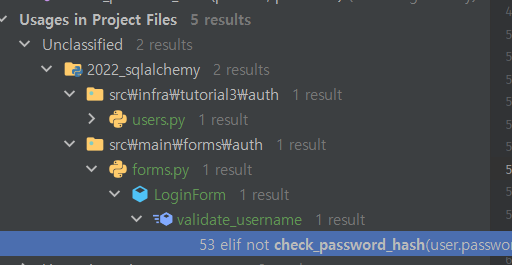 Usages in Project Files 2 results
Unclassified 2 results
2022_sqlalchemy 2 results
src₩infra₩tutorial3₩auth 1 result
users.py 1 result
src₩main₩forms₩auth 1 result
forms.py 1 result
LoginForm 1 result
validate_username 1 result
53 elif not check_password_hash(user.passwo